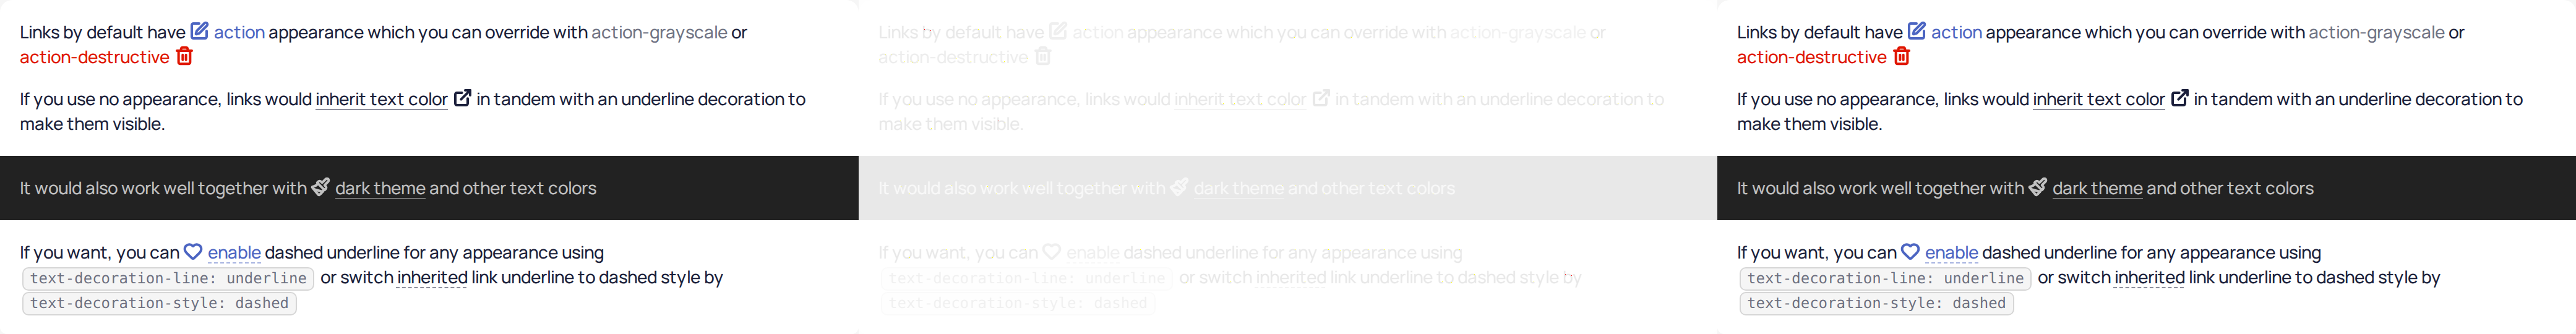 Links by default have action appearance which you can override with action-grayscale or
action-destructive
If you use no appearance, links would inherit text color in tandem with an underline decoration to
make them visible.
It would also work well together with dark theme and other text colors
If you want, you can enable dashed underline for any appearance using
text-decoration-line: underline or switch inherited link underline to dashed style by
text-decoration-style: dashed
Links by default have action appearance which you can override with action-grayscale or
action-destructive
If you use no appearance, links would inherit text color in tandem with an underline decoration to
make them visible.
It would also work well together with dark theme and other text colors
If you want, you can enable dashed underline for any appearance using
text-decoration-line: underline or switch inherited link underline to dashed style by
text-decoration-style: dashed
Links by default have action appearance which you can override with action-grayscale or
action-destructive
If you use no appearance, links would inherit text color in tandem with an underline decoration to
make them visible.
It would also work well together with dark theme and other text colors
If you want, you can enable dashed underline for any appearance using
text-decoration-line: underline or switch inherited link underline to dashed style by
text-decoration-style: dashed